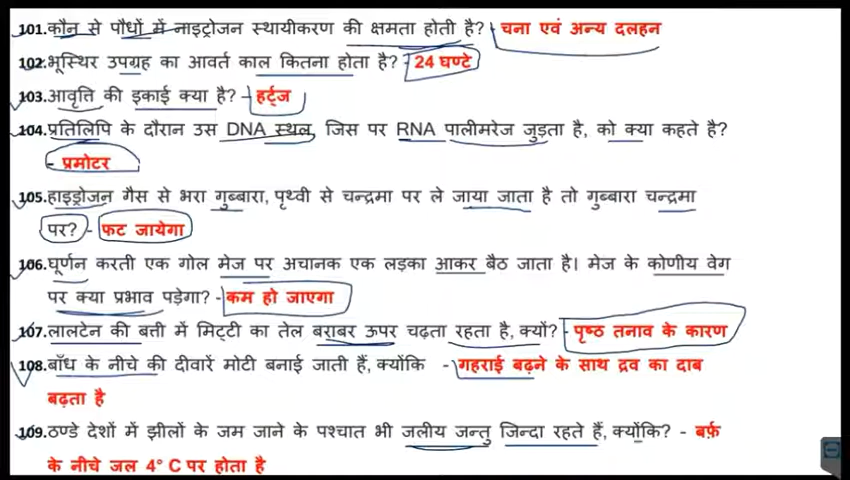 101.कौन से पौधों में नाइट्रोजन स्थायीकरण की क्षमता होती है? - चना एवं अन्य दलहन
102.भूस्थिर उपग्रह का आवर्त काल कितना होता है? - 24 घण्टे
103.आवृत्ति की इकाई क्या है? - हर्ट्ज
104.प्रतिलिपि के दौरान उस DNA स्थल, जिस पर RNA पालीमरेज जुड़ता है, को क्या कहते है?
- प्रमोटर
105.हाइड्रोजन गैस से भरा गुब्बारा, पृथ्वी से चन्द्रमा पर ले जाया जाता है तो गुब्बारा चन्द्रमा
पर? - फट जायेगा
106.घूर्णन करती एक गोल मेज पर अचानक एक लड़का आकर बैठ जाता है। मेज के कोणीय वेग
पर क्या प्रभाव पड़ेगा? - कम हो जाएगा
107.लालटेन की बत्ती में मिट्टी का तेल बराबर ऊपर चढ़ता रहता है, क्यों? - पृष्ठ तनाव के कारण
108.बाँध के नीचे की दीवारें मोटी बनाई जाती हैं, क्योंकि - गहराई बढ़ने के साथ द्रव का दाब
बढ़ता है
109.ठण्डे देशों में झीलों के जम जाने के पश्चात भी जलीय जन्तु जिन्दा रहते हैं, क्योंकि? - बर्फ़
के नीचे जल 4° C पर होता है